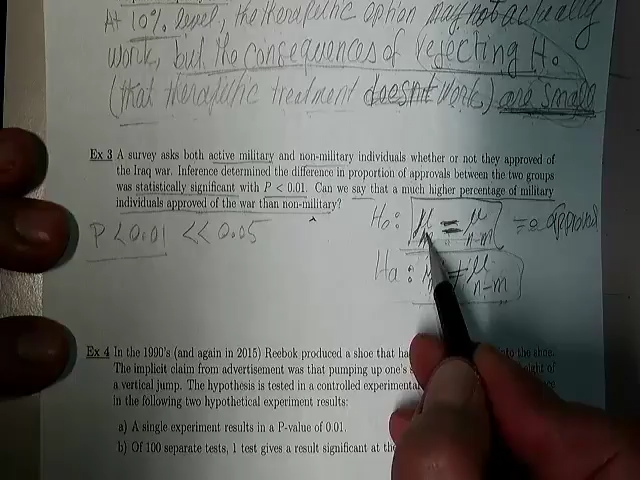 At 10% level, the therapeutic option may not actually
work, but the consequences of rejecting H₀
(that therapeutic treatment doesn't work) are small
Ex 3 A survey asks both active military and non-military individuals whether or not they approved of
the Iraq war. Inference determined the difference in proportion of approvals between the two groups
was statistically significant with P < 0.01. Can we say that a much higher percentage of military
individuals approved of the war than non-military?
H₀: μ = μ n-m approval
P < 0.01 << 0.05
Ha: ≠ μ n-m
Ex 4 In the 1990's (and again in 2015) Reebok produced a shoe that to the shoe.
The implicit claim from advertisement was that pumping up one's height of
a vertical jump. The hypothesis is tested in a controlled
in the following two hypothetical experiment results:
a) A single experiment results in a P-value of 0.01.
b) Of 100 separate tests, 1 test gives a result significant at the